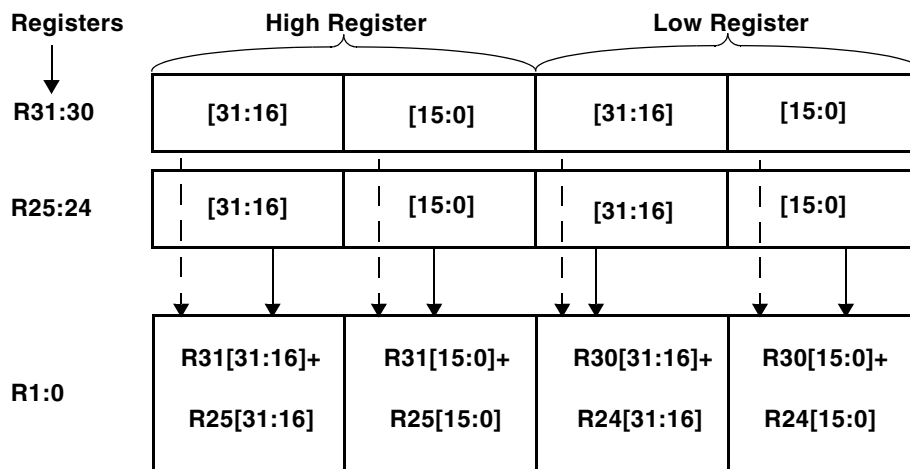 Registers High Register Low Register
R31:30 [31:16] [15:0] [31:16] [15:0]
R25:24 [31:16] [15:0] [31:16] [15:0]
R31[31:16]+ R31[15:0]+ R30[31:16]+ R30[15:0]+
R1:0
R25[31:16] R25[15:0] R24[31:16] R24[15:0]